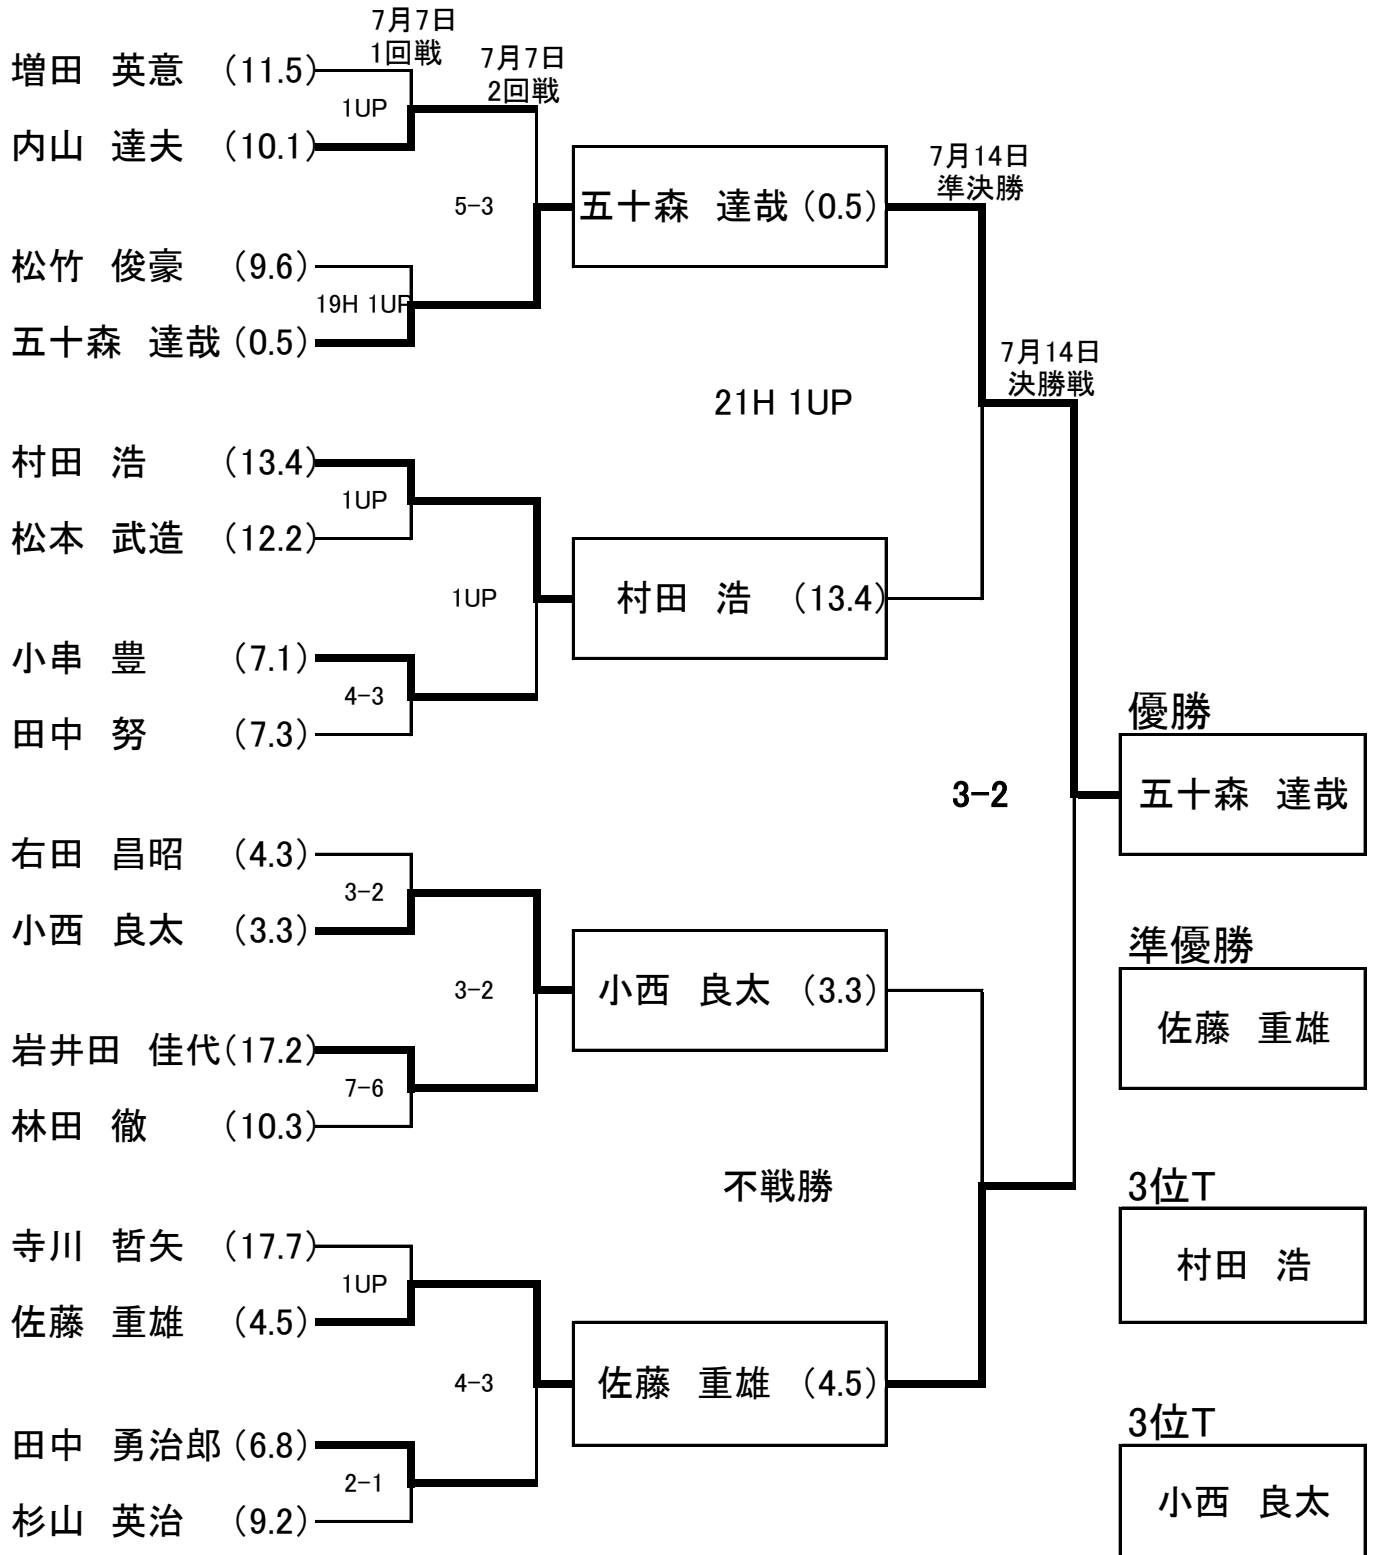 7月7日
1回戦
7月7日
2回戦
7月14日
準決勝
7月14日
決勝戦
増田 英意 (11.5)
1UP
内山 達夫 (10.1)
5-3
五十森 達哉 (0.5)
松竹 俊豪 (9.6)
19H 1UP
五十森 達哉 (0.5)
21H 1UP
村田 浩 (13.4)
1UP
松本 武造 (12.2)
1UP
村田 浩 (13.4)
小串 豊 (7.1)
4-3
田中 努 (7.3)
3-2
右田 昌昭 (4.3)
3-2
小西 良太 (3.3)
3-2
小西 良太 (3.3)
岩井田 佳代 (17.2)
7-6
林田 徹 (10.3)
不戦勝
寺川 哲矢 (17.7)
1UP
佐藤 重雄 (4.5)
4-3
佐藤 重雄 (4.5)
田中 勇治郎 (6.8)
2-1
杉山 英治 (9.2)
優勝
五十森 達哉
準優勝
佐藤 重雄
3位T
村田 浩
3位T
小西 良太